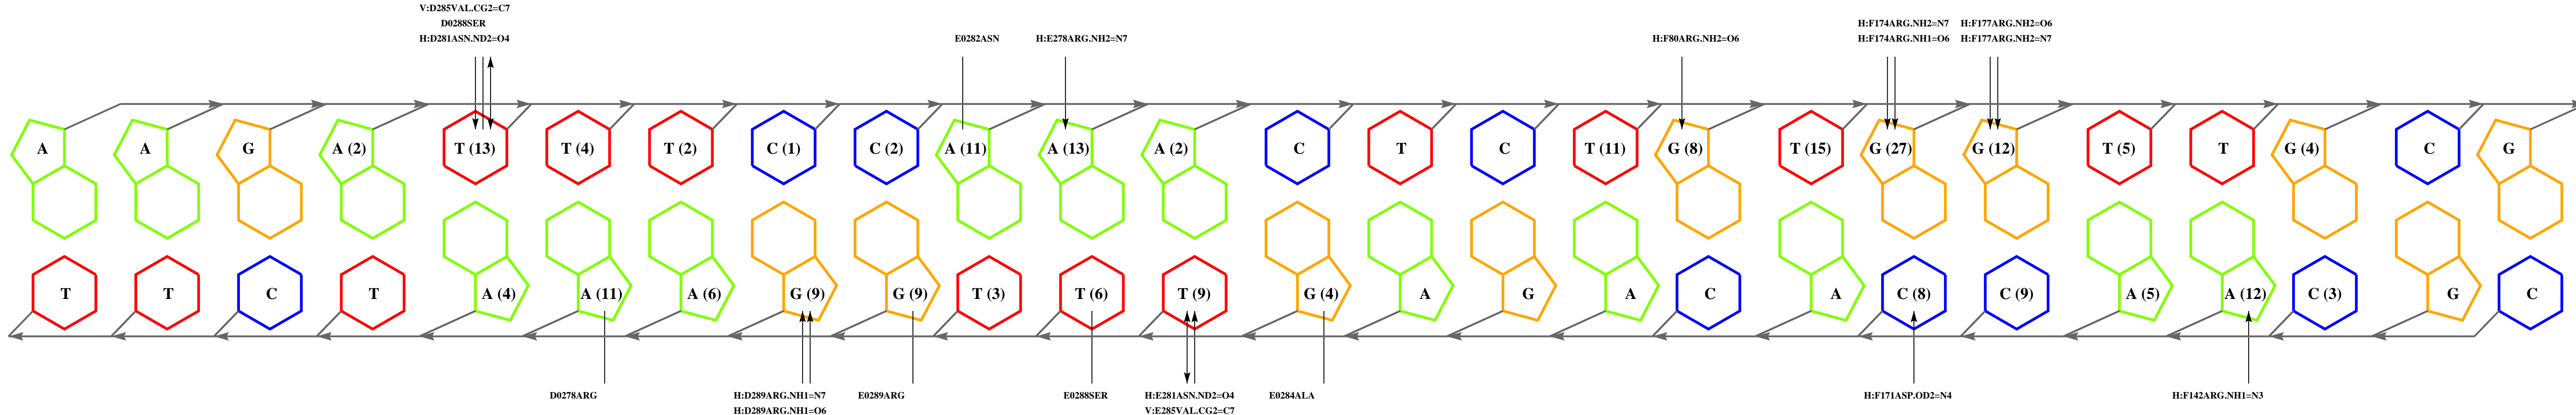 V:D285VAL.CG2=C7
D0288SER
H:D281ASN.ND2=O4
E0282ASN
H:E278ARG.NH2=N7
H:F80ARG.NH2=O6
H:F174ARG.NH2=N7
H:F174ARG.NH1=O6
H:F177ARG.NH2=O6
H:F177ARG.NH2=N7
A A G A (2) T (13) T (4) T (2) C (1) C (2) A (11) A (13) A (2) C T C T (11) G (8) T (15) G (27) G (12) T (5) T G (4) C G
T T C T A (4) A (11) A (6) G (9) G (9) T (3) T (6) T (9) G (4) A G A C A C (8) C (9) A (5) A (12) C (3) G C
D0278ARG
H:D289ARG.NH1=N7
H:D289ARG.NH1=O6
E0289ARG
E0288SER
H:E281ASN.ND2=O4
V:E285VAL.CG2=C7
E0284ALA
H:F171ASP.OD2=N4
H:F142ARG.NH1=N3